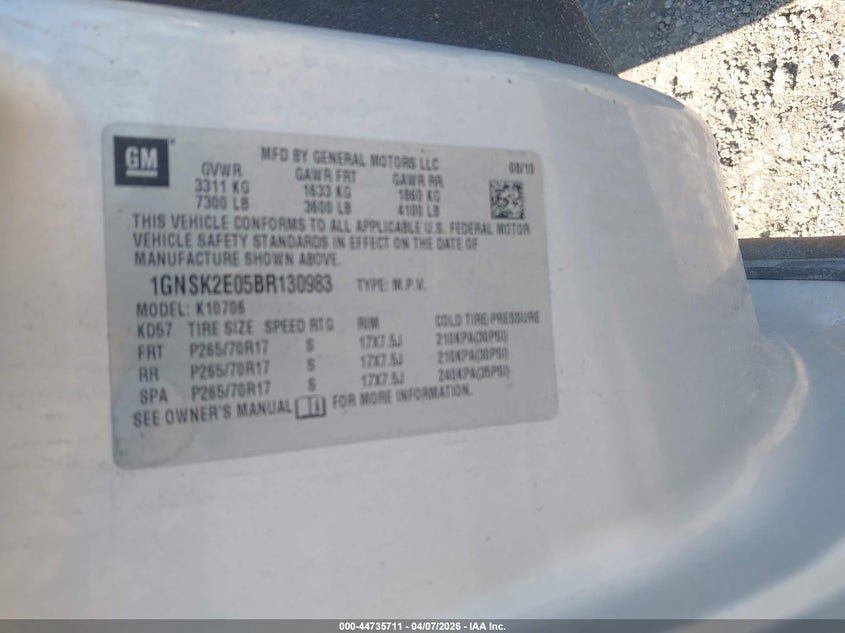 GM
MFD BY GENERAL MOTORS LLC 08/10
GVWR GAWR FRT GAWR RR
3311 KG 1633 KG 1860 KG
7300 LB 3600 LB 4100 LB
THIS VEHICLE CONFORMS TO ALL APPLICABLE U.S. FEDERAL MOTOR
VEHICLE SAFETY STANDARDS IN EFFECT ON THE DATE OF
MANUFACTURE SHOWN ABOVE.
1GNSK2E05BR130983 TYPE: M.P.V.
MODEL: K10706
KD57 TIRE SIZE SPEED RTG RIM COLD TIRE PRESSURE
FRT P265/70R17 S 17X7.5J 210KPA(30PSI)
RR P265/70R17 S 17X7.5J 210KPA(30PSI)
SPA P265/70R17 S 17X7.5J 240KPA(35PSI)
SEE OWNER'S MANUAL FOR MORE INFORMATION.
000-44735711 - 04/07/2026 - IAA Inc.